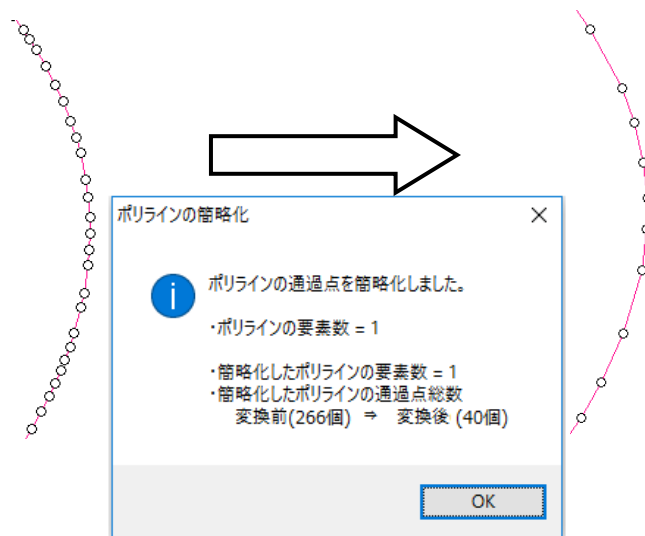 ポリラインの簡略化
ポリラインの通過点を簡略化しました。
・ポリラインの要素数 = 1
・簡略化したポリラインの要素数 = 1
・簡略化したポリラインの通過点総数
変換前(266個) ⇒ 変換後 (40個)
OK